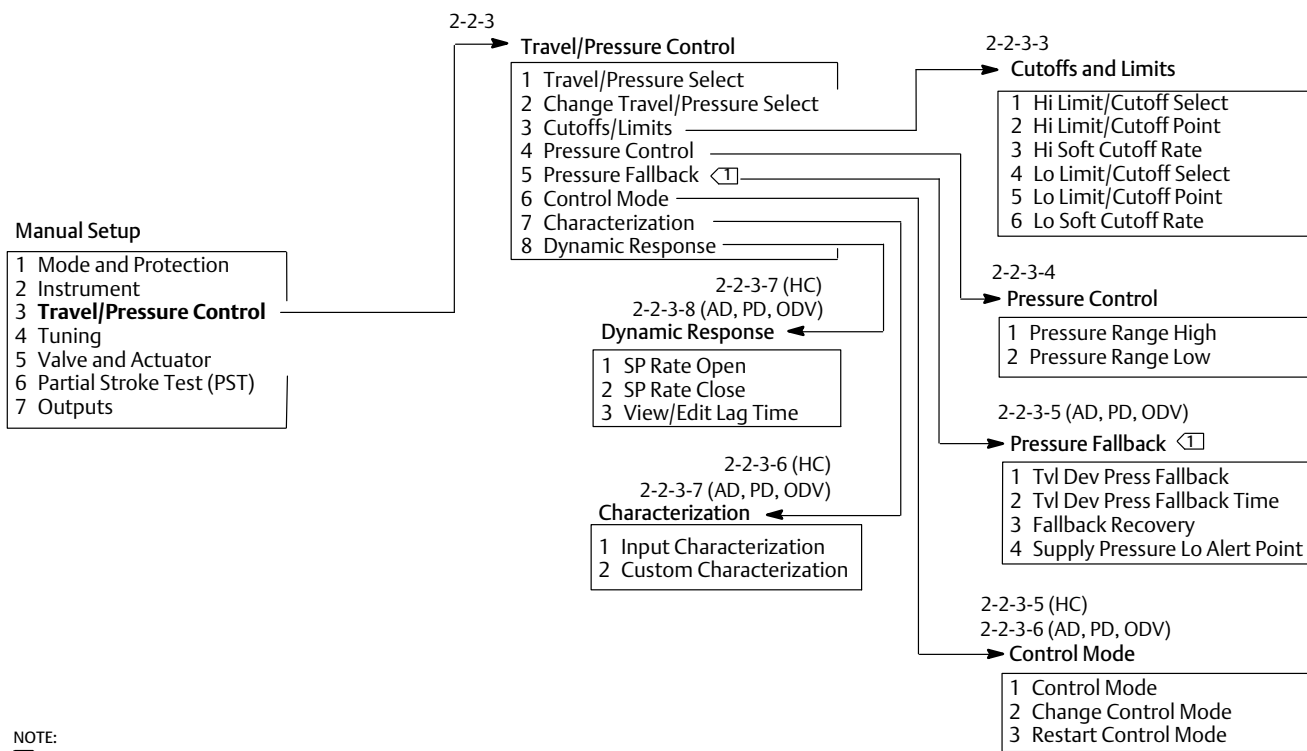 2-2-3
Travel/Pressure Control
1 Travel/Pressure Select
2 Change Travel/Pressure Select
3 Cutoffs/Limits
4 Pressure Control
5 Pressure Fallback 1
6 Control Mode
7 Characterization
8 Dynamic Response
Manual Setup
1 Mode and Protection
2 Instrument
3 Travel/Pressure Control
4 Tuning
5 Valve and Actuator
6 Partial Stroke Test (PST)
7 Outputs
2-2-3-7 (HC)
2-2-3-8 (AD, PD, ODV)
Dynamic Response
1 SP Rate Open
2 SP Rate Close
3 View/Edit Lag Time
2-2-3-6 (HC)
2-2-3-7 (AD, PD, ODV)
Characterization
1 Input Characterization
2 Custom Characterization
2-2-3-3
Cutoffs and Limits
1 Hi Limit/Cutoff Select
2 Hi Limit/Cutoff Point
3 Hi Soft Cutoff Rate
4 Lo Limit/Cutoff Select
5 Lo Limit/Cutoff Point
6 Lo Soft Cutoff Rate
2-2-3-4
Pressure Control
1 Pressure Range High
2 Pressure Range Low
2-2-3-5 (AD, PD, ODV)
Pressure Fallback 1
1 Tvl Dev Press Fallback
2 Tvl Dev Press Fallback Time
3 Fallback Recovery
4 Supply Pressure Lo Alert Point
2-2-3-5 (HC)
2-2-3-6 (AD, PD, ODV)
Control Mode
1 Control Mode
2 Change Control Mode
3 Restart Control Mode
NOTE: